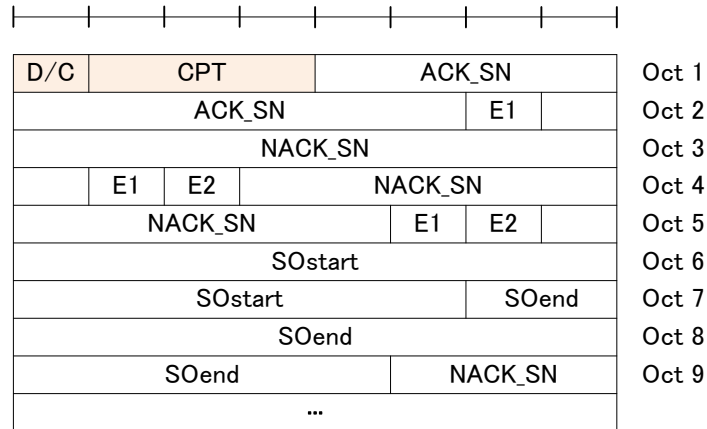 D/C CPT ACK_SN Oct 1
ACK_SN E1 Oct 2
NACK_SN Oct 3
E1 E2 NACK_SN Oct 4
NACK_SN E1 E2 Oct 5
SOstart Oct 6
SOstart SOend Oct 7
SOend Oct 8
SOend NACK_SN Oct 9
...